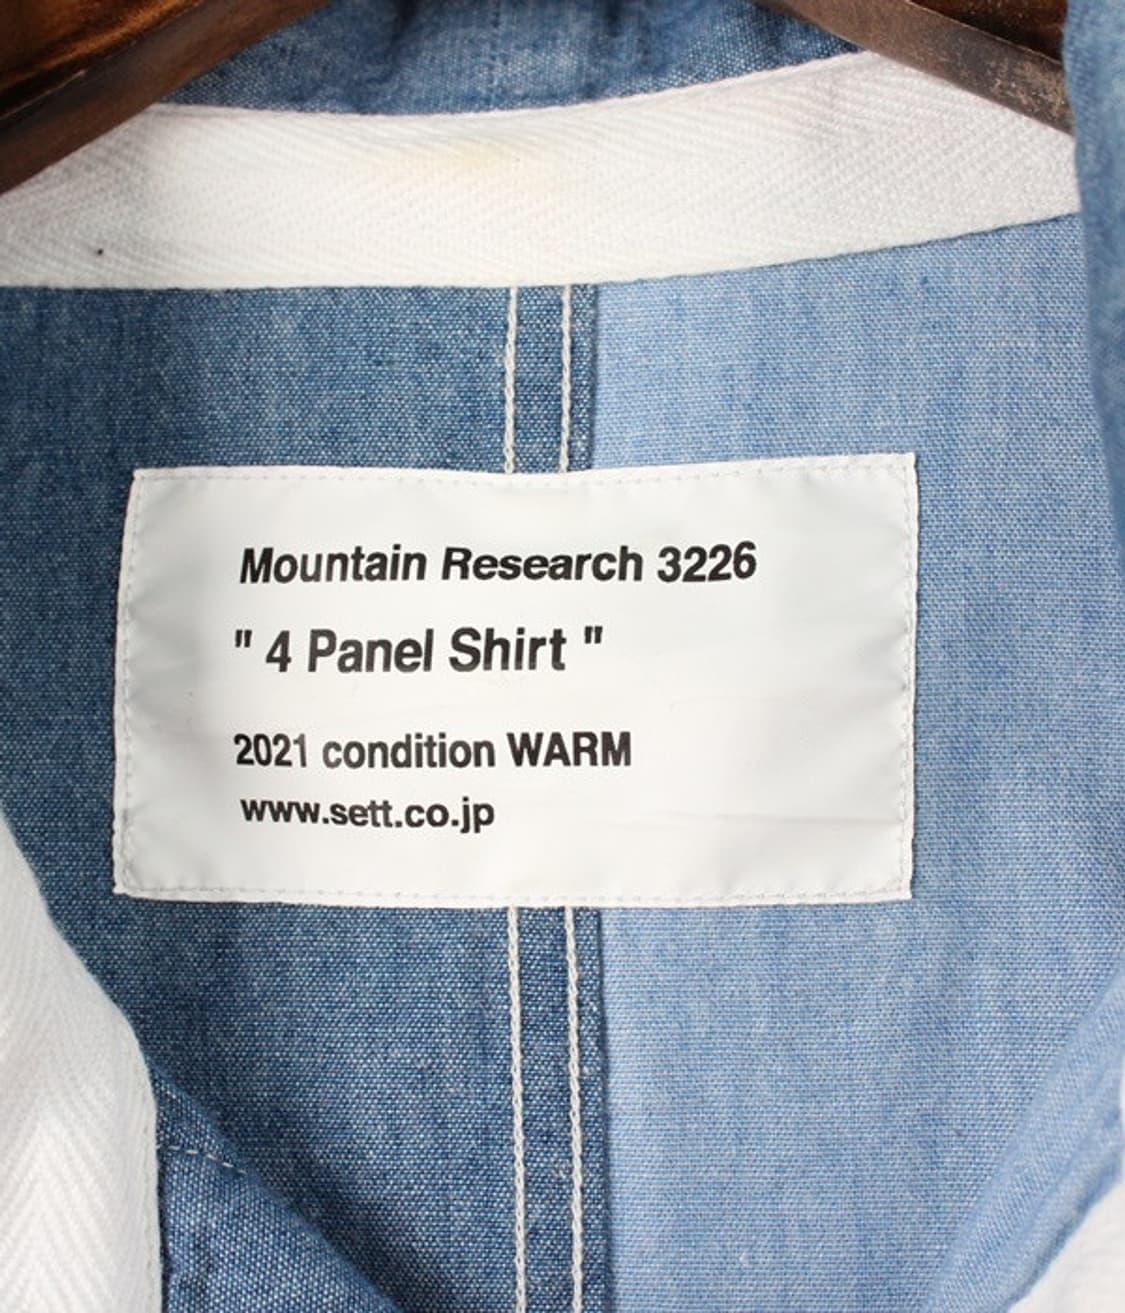 Mountain Research 3226
" 4 Panel Shirt "
2021 condition WARM
www.sett.co.jp